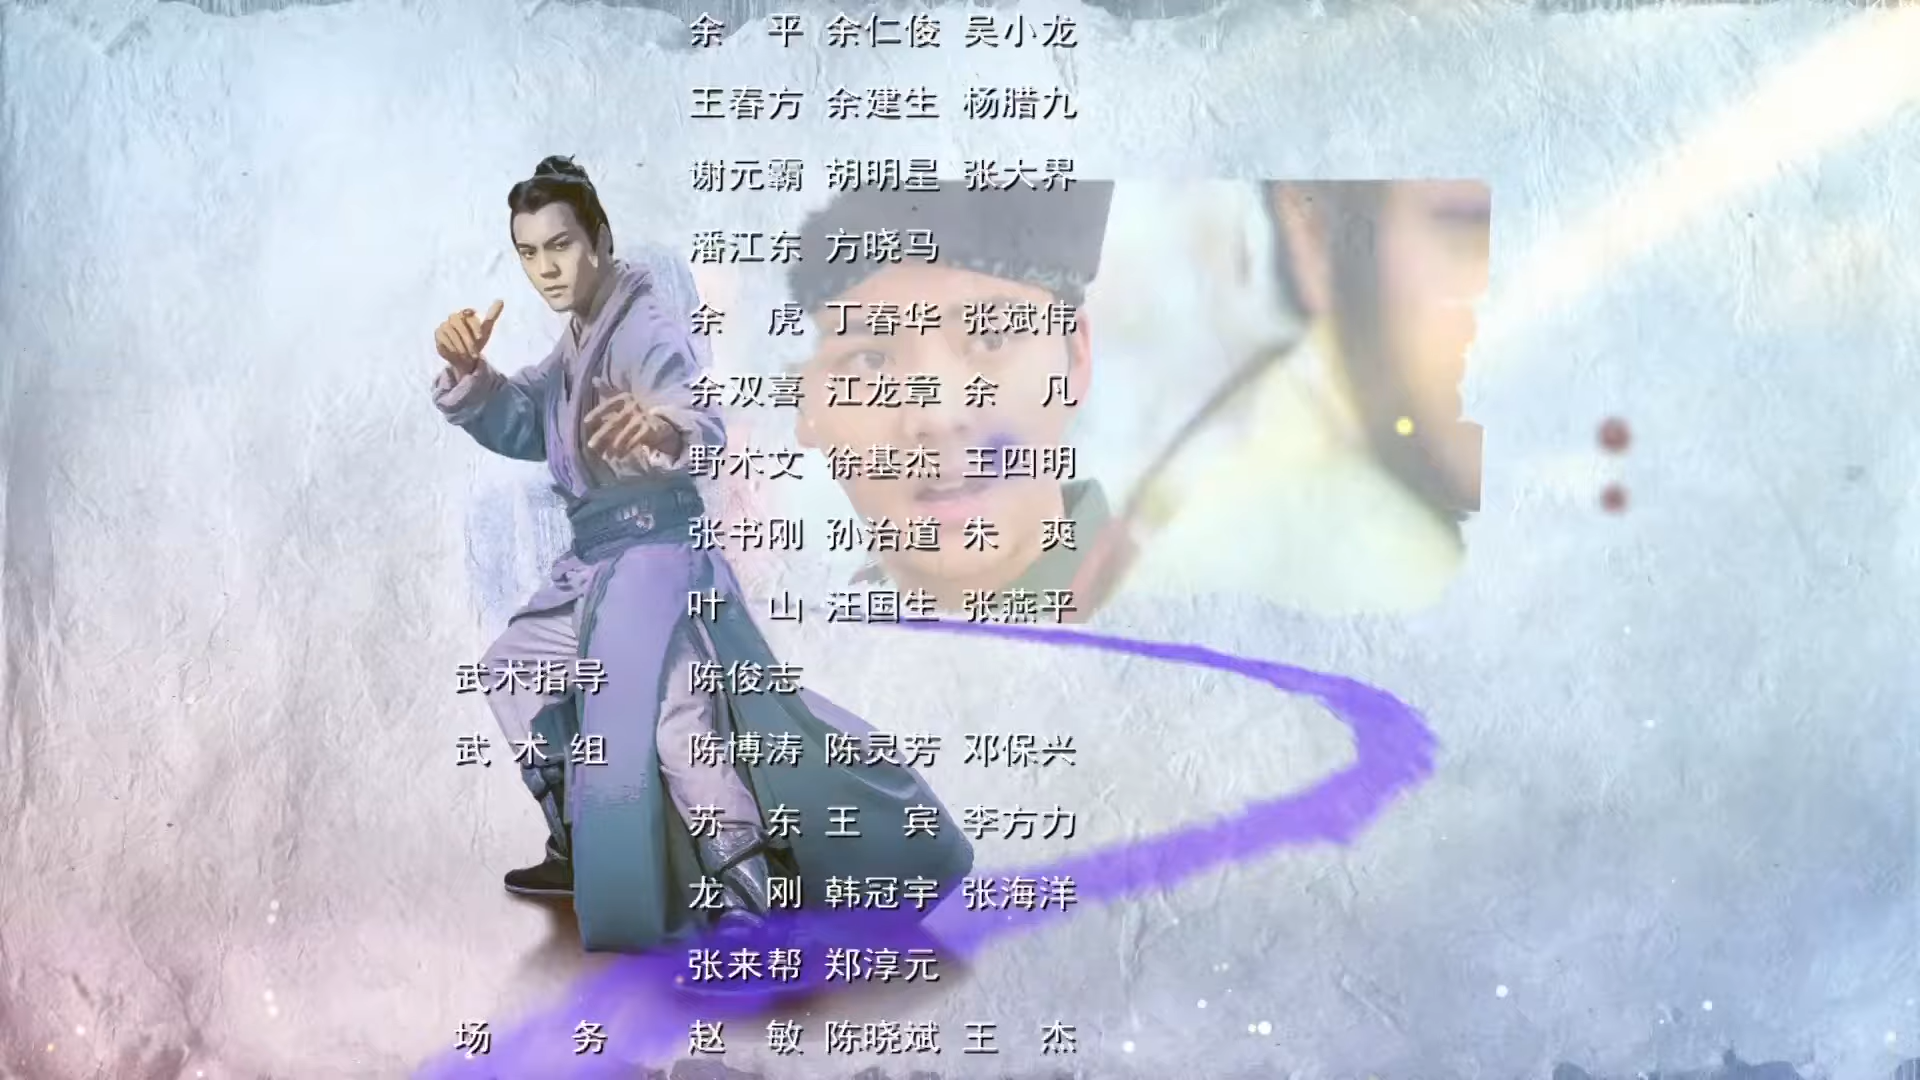 余　平 余仁俊 吴小龙
王春方 余建生 杨腊九
谢元霸 胡明星 张大界
潘江东 方晓马
余　虎 丁春华 张斌伟
余双喜 江龙章 余　凡
野术文 徐基杰 王四明
张书刚 孙治道 朱　爽
叶　山 汪国生 张燕平
武术指导 陈俊志
武 术 组 陈博涛 陈灵芳 邓保兴
苏　东 王　宾 李方力
龙　刚 韩冠宇 张海洋
张来帮 郑淳元
场　　务 赵　敏 陈晓斌 王　杰